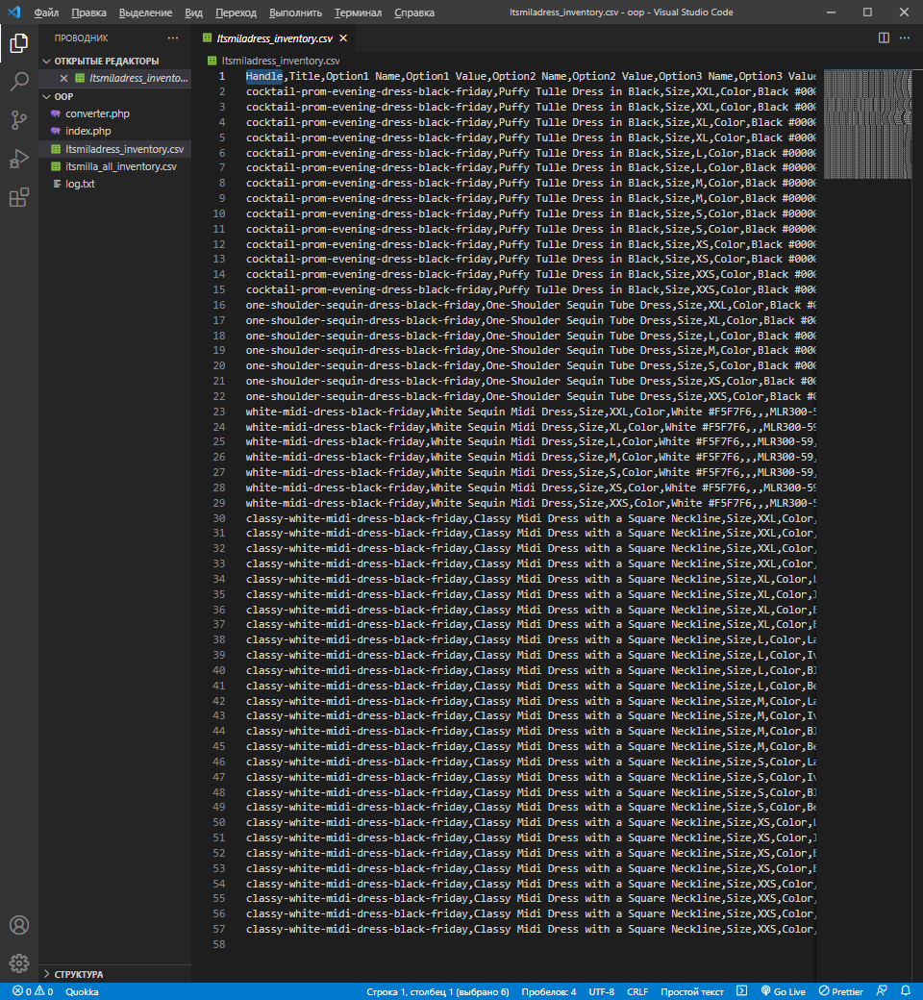 Файл Правка Выделение Вид Переход Выполнить Терминал Справка
Itsmiladress_inventory.csv - oop - Visual Studio Code
ПРОВОДНИК
ОТКРЫТЫЕ РЕДАКТОРЫ
Itsmiladress_invento...
OOP
converter.php
index.php
Itsmiladress_inventory.csv
itsmilla_all_inventory.csv
log.txt
СТРУКТУРА
Itsmiladress_inventory.csv
Itsmiladress_inventory.csv
1 Handle,Title,Option1 Name,Option1 Value,Option2 Name,Option2 Value,Option3 Name,Option3 Value
2 cocktail-prom-evening-dress-black-friday,Puffy Tulle Dress in Black,Size,XXL,Color,Black #000
3 cocktail-prom-evening-dress-black-friday,Puffy Tulle Dress in Black,Size,XXL,Color,Black #000
4 cocktail-prom-evening-dress-black-friday,Puffy Tulle Dress in Black,Size,XL,Color,Black #000
5 cocktail-prom-evening-dress-black-friday,Puffy Tulle Dress in Black,Size,XL,Color,Black #000
6 cocktail-prom-evening-dress-black-friday,Puffy Tulle Dress in Black,Size,L,Color,Black #0000
7 cocktail-prom-evening-dress-black-friday,Puffy Tulle Dress in Black,Size,L,Color,Black #0000
8 cocktail-prom-evening-dress-black-friday,Puffy Tulle Dress in Black,Size,M,Color,Black #0000
9 cocktail-prom-evening-dress-black-friday,Puffy Tulle Dress in Black,Size,M,Color,Black #0000
10 cocktail-prom-evening-dress-black-friday,Puffy Tulle Dress in Black,Size,S,Color,Black #0000
11 cocktail-prom-evening-dress-black-friday,Puffy Tulle Dress in Black,Size,S,Color,Black #0000
12 cocktail-prom-evening-dress-black-friday,Puffy Tulle Dress in Black,Size,XS,Color,Black #000
13 cocktail-prom-evening-dress-black-friday,Puffy Tulle Dress in Black,Size,XS,Color,Black #000
14 cocktail-prom-evening-dress-black-friday,Puffy Tulle Dress in Black,Size,XXS,Color,Black #000
15 cocktail-prom-evening-dress-black-friday,Puffy Tulle Dress in Black,Size,XXS,Color,Black #000
16 one-shoulder-sequin-dress-black-friday,One-Shoulder Sequin Tube Dress,Size,XXL,Color,Black #0
17 one-shoulder-sequin-dress-black-friday,One-Shoulder Sequin Tube Dress,Size,XL,Color,Black #00
18 one-shoulder-sequin-dress-black-friday,One-Shoulder Sequin Tube Dress,Size,L,Color,Black #000
19 one-shoulder-sequin-dress-black-friday,One-Shoulder Sequin Tube Dress,Size,M,Color,Black #000
20 one-shoulder-sequin-dress-black-friday,One-Shoulder Sequin Tube Dress,Size,S,Color,Black #000
21 one-shoulder-sequin-dress-black-friday,One-Shoulder Sequin Tube Dress,Size,XS,Color,Black #00
22 one-shoulder-sequin-dress-black-friday,One-Shoulder Sequin Tube Dress,Size,XXS,Color,Black #0
23 white-midi-dress-black-friday,White Sequin Midi Dress,Size,XXL,Color,White #F5F7F6,,,MLR300-5
24 white-midi-dress-black-friday,White Sequin Midi Dress,Size,XL,Color,White #F5F7F6,,,MLR300-59
25 white-midi-dress-black-friday,White Sequin Midi Dress,Size,L,Color,White #F5F7F6,,,MLR300-59,
26 white-midi-dress-black-friday,White Sequin Midi Dress,Size,M,Color,White #F5F7F6,,,MLR300-59,
27 white-midi-dress-black-friday,White Sequin Midi Dress,Size,S,Color,White #F5F7F6,,,MLR300-59,
28 white-midi-dress-black-friday,White Sequin Midi Dress,Size,XS,Color,White #F5F7F6,,,MLR300-59
29 white-midi-dress-black-friday,White Sequin Midi Dress,Size,XXS,Color,White #F5F7F6,,,MLR300-5
30 classy-white-midi-dress-black-friday,Classy Midi Dress with a Square Neckline,Size,XXL,Color,
31 classy-white-midi-dress-black-friday,Classy Midi Dress with a Square Neckline,Size,XXL,Color,
32 classy-white-midi-dress-black-friday,Classy Midi Dress with a Square Neckline,Size,XXL,Color,
33 classy-white-midi-dress-black-friday,Classy Midi Dress with a Square Neckline,Size,XXL,Color,
34 classy-white-midi-dress-black-friday,Classy Midi Dress with a Square Neckline,Size,XL,Color,L
35 classy-white-midi-dress-black-friday,Classy Midi Dress with a Square Neckline,Size,XL,Color,I
36 classy-white-midi-dress-black-friday,Classy Midi Dress with a Square Neckline,Size,XL,Color,B
37 classy-white-midi-dress-black-friday,Classy Midi Dress with a Square Neckline,Size,XL,Color,B
38 classy-white-midi-dress-black-friday,Classy Midi Dress with a Square Neckline,Size,L,Color,La
39 classy-white-midi-dress-black-friday,Classy Midi Dress with a Square Neckline,Size,L,Color,Iv
40 classy-white-midi-dress-black-friday,Classy Midi Dress with a Square Neckline,Size,L,Color,Bl
41 classy-white-midi-dress-black-friday,Classy Midi Dress with a Square Neckline,Size,L,Color,Be
42 classy-white-midi-dress-black-friday,Classy Midi Dress with a Square Neckline,Size,M,Color,La
43 classy-white-midi-dress-black-friday,Classy Midi Dress with a Square Neckline,Size,M,Color,Iv
44 classy-white-midi-dress-black-friday,Classy Midi Dress with a Square Neckline,Size,M,Color,Bl
45 classy-white-midi-dress-black-friday,Classy Midi Dress with a Square Neckline,Size,M,Color,Be
46 classy-white-midi-dress-black-friday,Classy Midi Dress with a Square Neckline,Size,S,Color,La
47 classy-white-midi-dress-black-friday,Classy Midi Dress with a Square Neckline,Size,S,Color,Iv
48 classy-white-midi-dress-black-friday,Classy Midi Dress with a Square Neckline,Size,S,Color,Bl
49 classy-white-midi-dress-black-friday,Classy Midi Dress with a Square Neckline,Size,S,Color,Be
50 classy-white-midi-dress-black-friday,Classy Midi Dress with a Square Neckline,Size,XS,Color,L
51 classy-white-midi-dress-black-friday,Classy Midi Dress with a Square Neckline,Size,XS,Color,I
52 classy-white-midi-dress-black-friday,Classy Midi Dress with a Square Neckline,Size,XS,Color,B
53 classy-white-midi-dress-black-friday,Classy Midi Dress with a Square Neckline,Size,XS,Color,B
54 classy-white-midi-dress-black-friday,Classy Midi Dress with a Square Neckline,Size,XXS,Color,
55 classy-white-midi-dress-black-friday,Classy Midi Dress with a Square Neckline,Size,XXS,Color,
56 classy-white-midi-dress-black-friday,Classy Midi Dress with a Square Neckline,Size,XXS,Color,
57 classy-white-midi-dress-black-friday,Classy Midi Dress with a Square Neckline,Size,XXS,Color,
58
0 0 Quokka Строка 1, столбец 1 (выбрано 6) Пробелов: 4 UTF-8 CRLF Простой текст Go Live Prettier